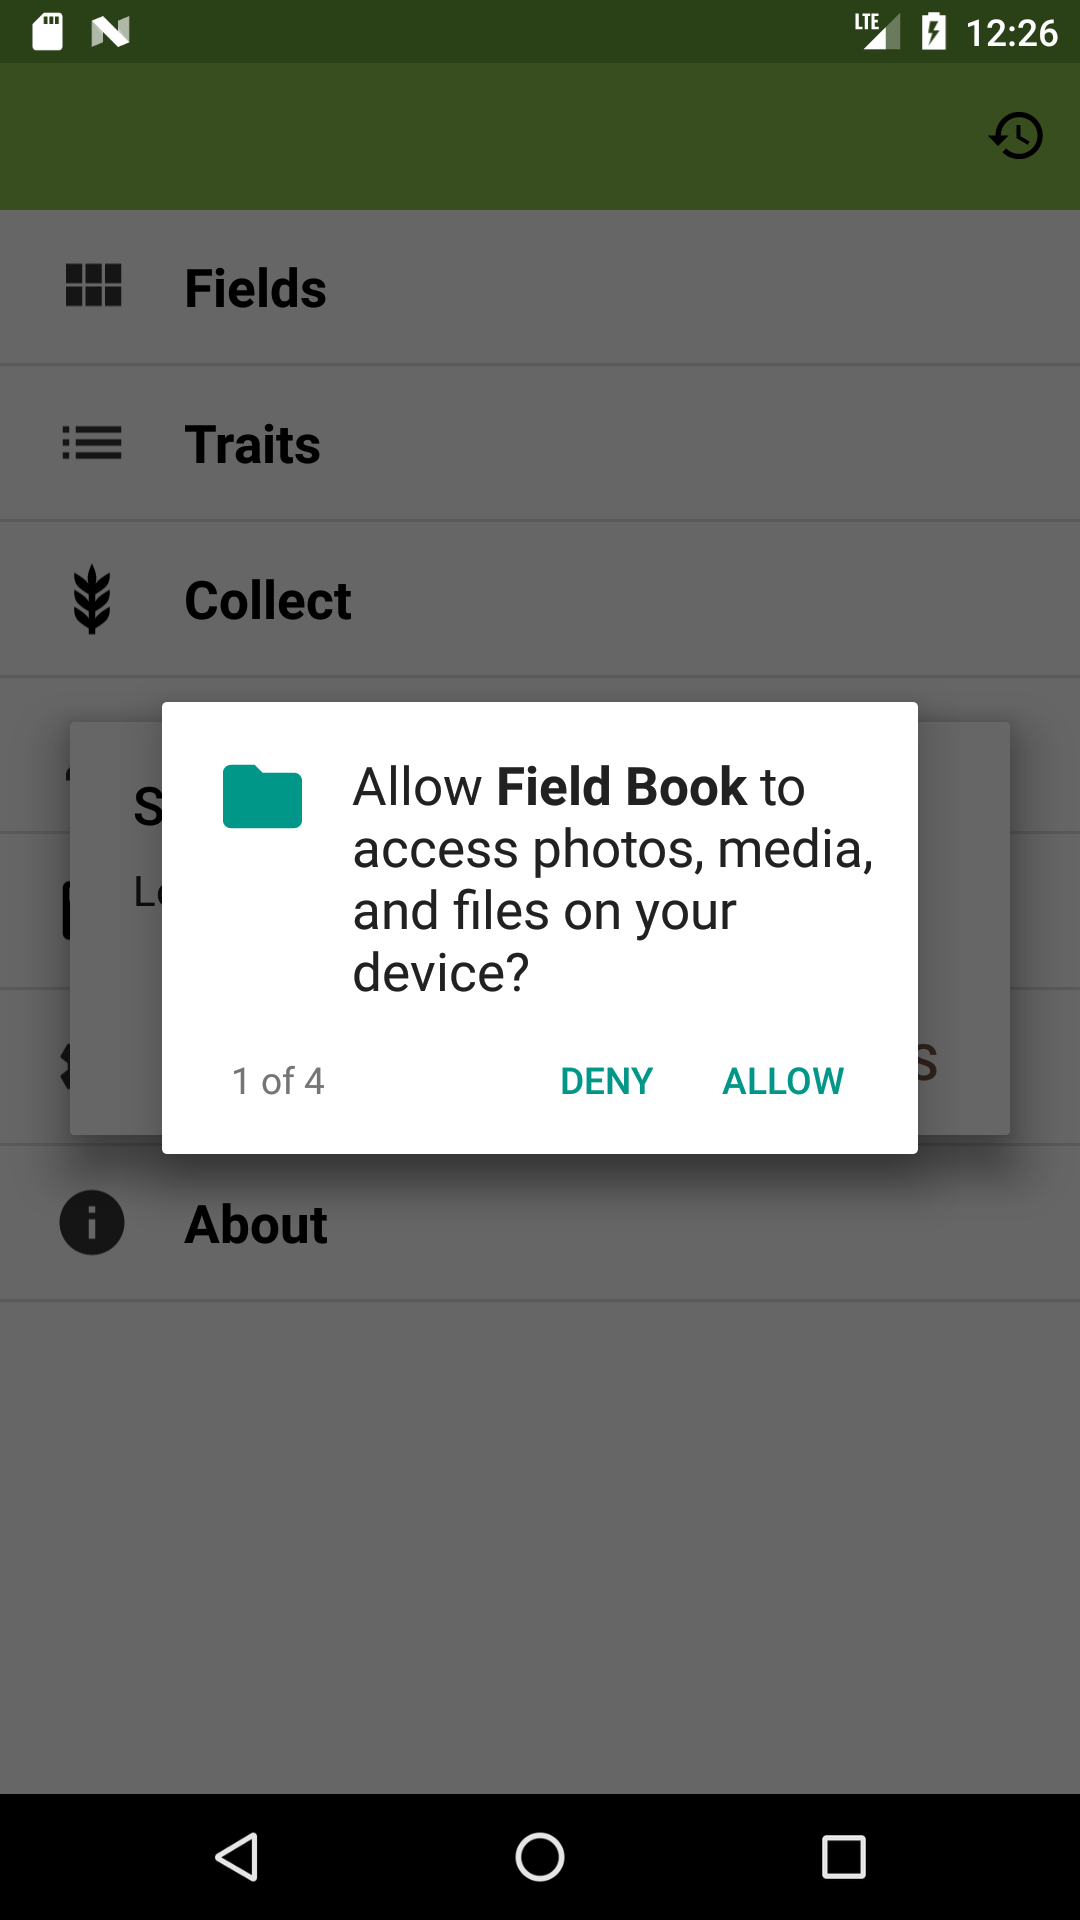 LTE 12:26
Fields
Traits
Collect
Allow Field Book to
access photos, media,
and files on your
device?
1 of 4 DENY ALLOW
About